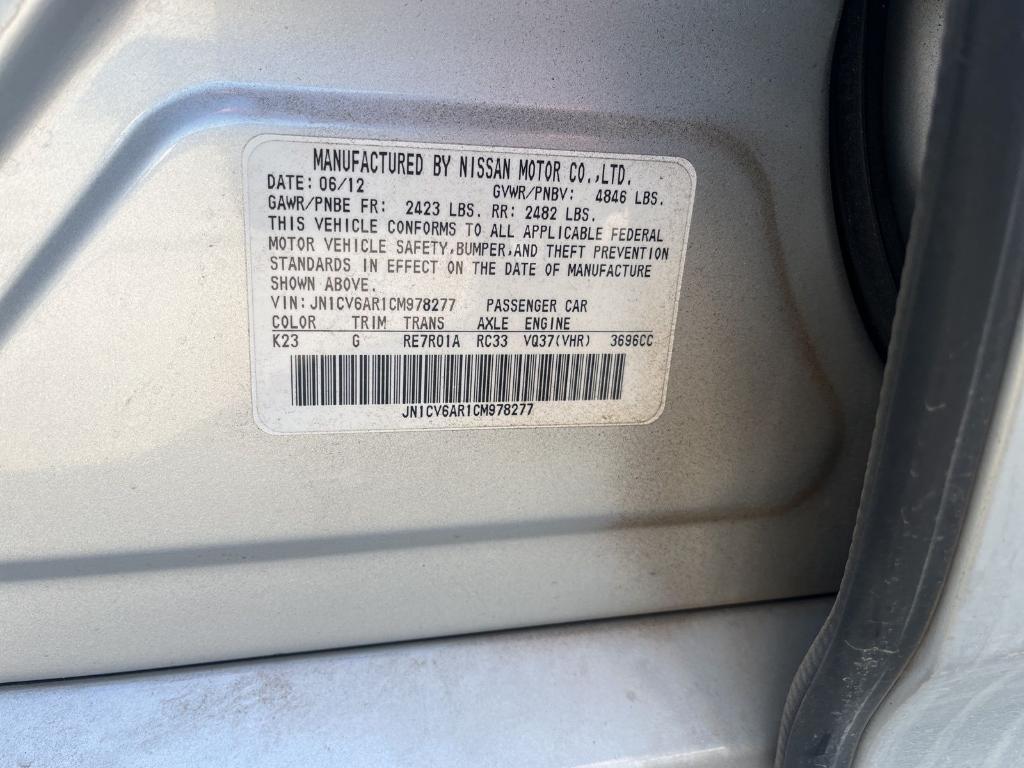 MANUFACTURED BY NISSAN MOTOR CO.,LTD.
DATE: 06/12 GVWR/PNBV: 4846 LBS.
GAWR/PNBE FR: 2423 LBS. RR: 2482 LBS.
THIS VEHICLE CONFORMS TO ALL APPLICABLE FEDERAL
MOTOR VEHICLE SAFETY,BUMPER,AND THEFT PREVENTION
STANDARDS IN EFFECT ON THE DATE OF MANUFACTURE
SHOWN ABOVE.
VIN: JN1CV6AR1CM978277 PASSENGER CAR
COLOR TRIM TRANS AXLE ENGINE
K23 G RE7R01A RC33 VQ37(VHR) 3696CC
JN1CV6AR1CM978277